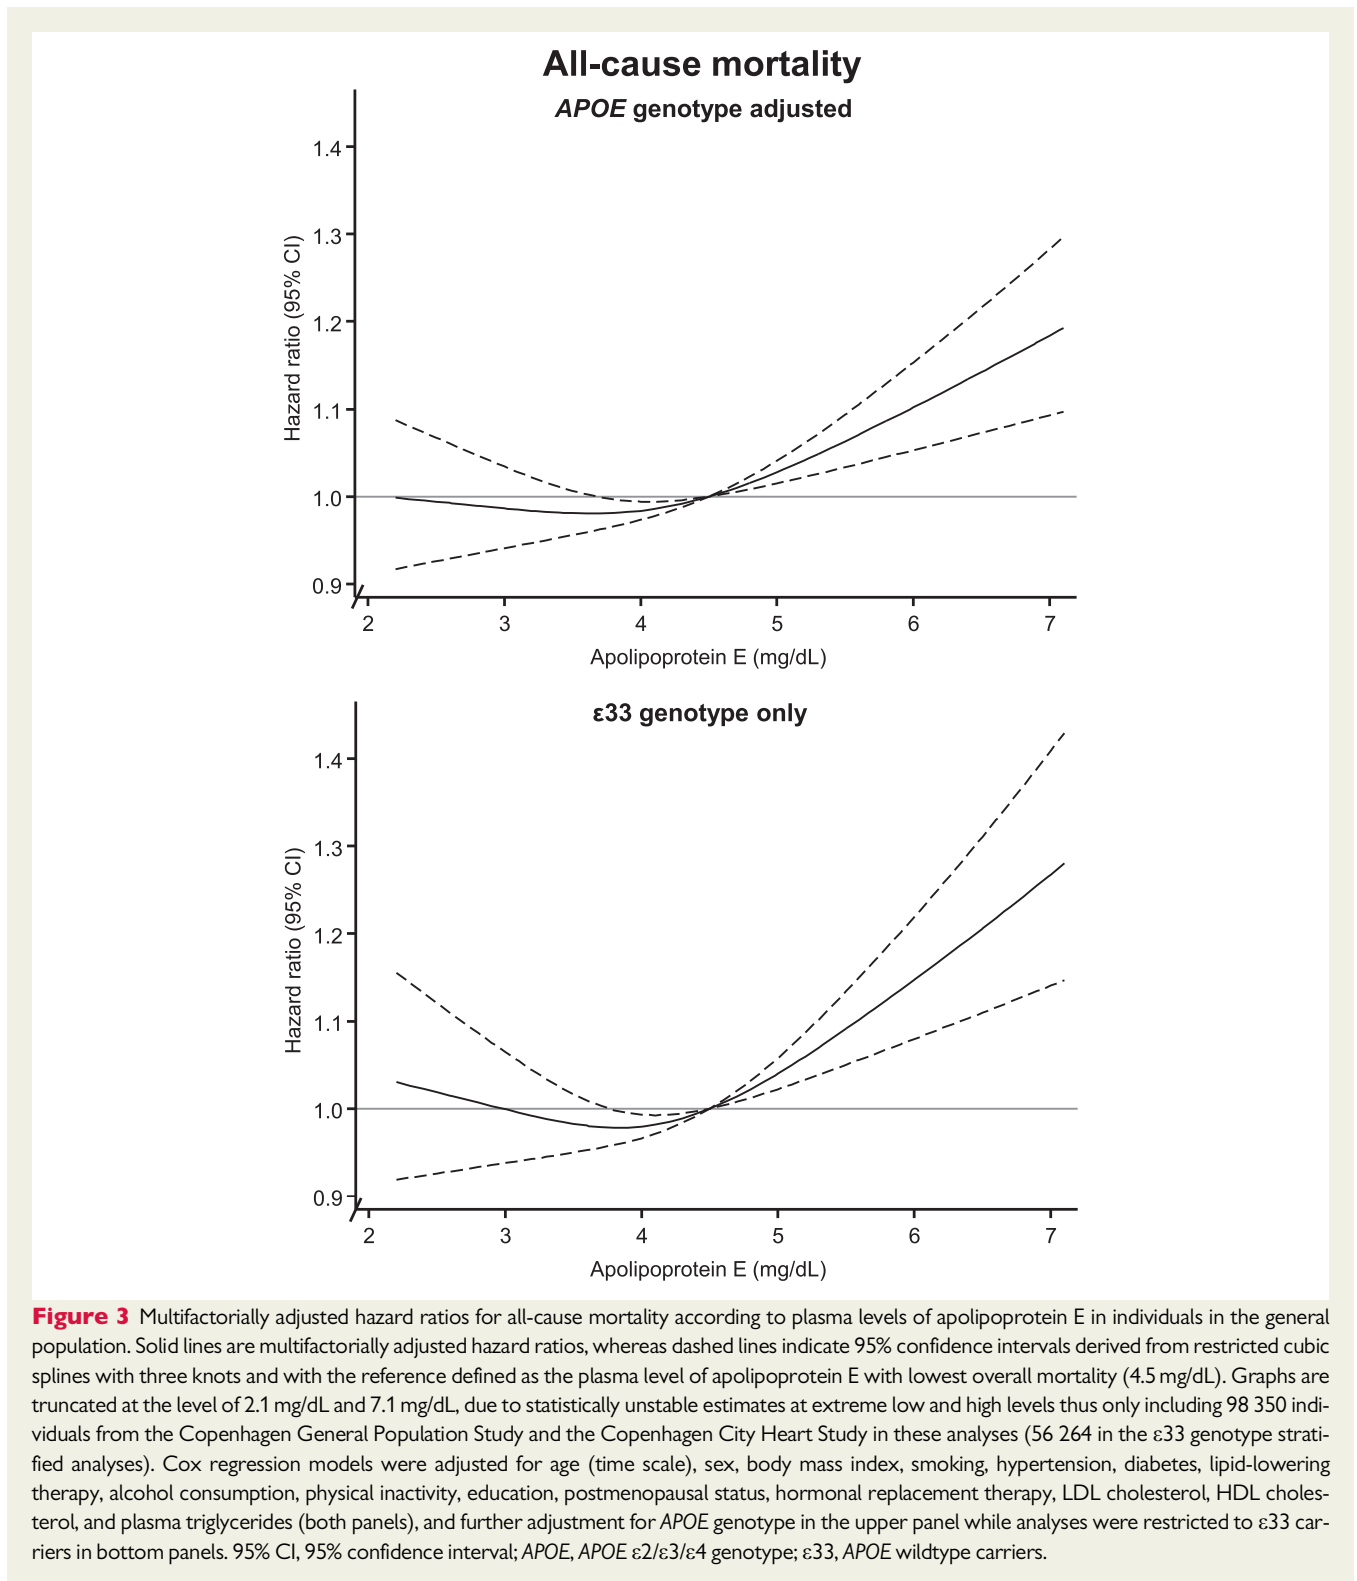 All-cause mortality
APOE genotype adjusted
1.4
1.3
1.2
1.1
1.0
0.9
Hazard ratio (95% CI)
2 3 4 5 6 7
Apolipoprotein E (mg/dL)
ε33 genotype only
1.4
1.3
1.2
1.1
1.0
0.9
Hazard ratio (95% CI)
2 3 4 5 6 7
Apolipoprotein E (mg/dL)
Figure 3 Multifactorially adjusted hazard ratios for all-cause mortality according to plasma levels of apolipoprotein E in individuals in the general
population. Solid lines are multifactorially adjusted hazard ratios, whereas dashed lines indicate 95% confidence intervals derived from restricted cubic
splines with three knots and with the reference defined as the plasma level of apolipoprotein E with lowest overall mortality (4.5 mg/dL). Graphs are
truncated at the level of 2.1 mg/dL and 7.1 mg/dL, due to statistically unstable estimates at extreme low and high levels thus only including 98 350 indi-
viduals from the Copenhagen General Population Study and the Copenhagen City Heart Study in these analyses (56 264 in the ε33 genotype strati-
fied analyses). Cox regression models were adjusted for age (time scale), sex, body mass index, smoking, hypertension, diabetes, lipid-lowering
therapy, alcohol consumption, physical inactivity, education, postmenopausal status, hormonal replacement therapy, LDL cholesterol, HDL choles-
terol, and plasma triglycerides (both panels), and further adjustment for APOE genotype in the upper panel while analyses were restricted to ε33 car-
riers in bottom panels. 95% CI, 95% confidence interval; APOE, APOE ε2/ε3/ε4 genotype; ε33, APOE wildtype carriers.